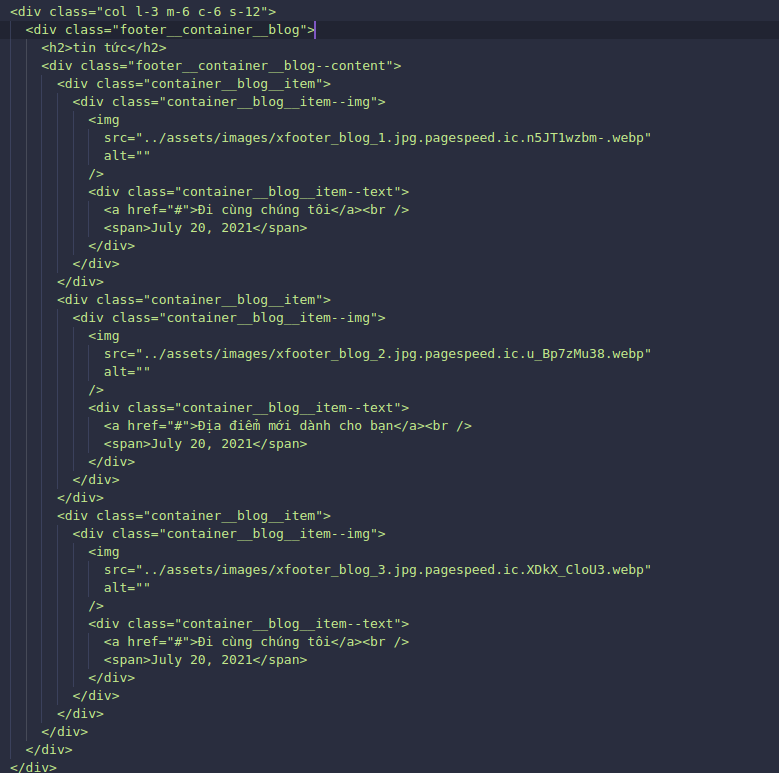 <div class="col l-3 m-6 c-6 s-12">
<div class="footer__container__blog">
<h2>tin tức</h2>
<div class="footer__container__blog--content">
<div class="container__blog__item">
<div class="container__blog__item--img">
<img
src="../assets/images/xfooter_blog_1.jpg.pagespeed.ic.n5JT1wzbm-.webp"
alt=""
/>
<div class="container__blog__item--text">
<a href="#">Đi cùng chúng tôi</a><br />
<span>July 20, 2021</span>
</div>
</div>
</div>
<div class="container__blog__item">
<div class="container__blog__item--img">
<img
src="../assets/images/xfooter_blog_2.jpg.pagespeed.ic.u_Bp7zMu38.webp"
alt=""
/>
<div class="container__blog__item--text">
<a href="#">Địa điểm mới dành cho bạn</a><br />
<span>July 20, 2021</span>
</div>
</div>
</div>
<div class="container__blog__item">
<div class="container__blog__item--img">
<img
src="../assets/images/xfooter_blog_3.jpg.pagespeed.ic.XDkX_CloU3.webp"
alt=""
/>
<div class="container__blog__item--text">
<a href="#">Đi cùng chúng tôi</a><br />
<span>July 20, 2021</span>
</div>
</div>
</div>
</div>
</div>
</div>